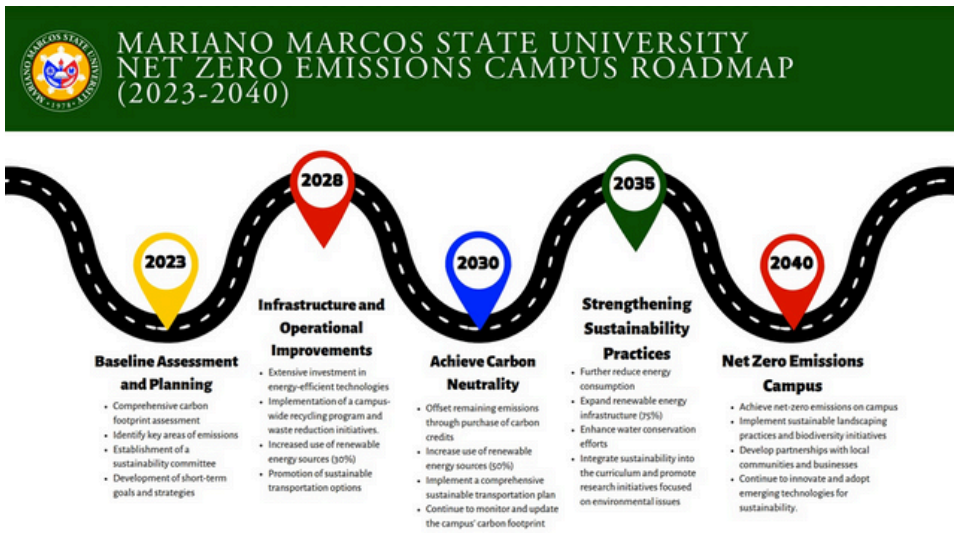 MARIANO MARCOS STATE UNIVERSITY
NET ZERO EMISSIONS CAMPUS ROADMAP
(2023-2040)
MARIANO MARCOS STATE UNIVERSITY
• 1978 •
2023
Baseline Assessment
and Planning
• Comprehensive carbon
footprint assessment
• Identify key areas of emissions
• Establishment of a
sustainability committee
• Development of short-term
goals and strategies
2028
Infrastructure and
Operational
Improvements
• Extensive investment in
energy-efficient technologies
• Implementation of a campus-
wide recycling program and
waste reduction initiatives.
• Increased use of renewable
energy sources (30%)
• Promotion of sustainable
transportation options
2030
Achieve Carbon
Neutrality
• Offset remaining emissions
through purchase of carbon
credits
• Increase use of renewable
energy sources (50%)
• Implement a comprehensive
sustainable transportation plan
• Continue to monitor and update
the campus' carbon footprint
2035
Strengthening
Sustainability
Practices
• Further reduce energy
consumption
• Expand renewable energy
infrastructure (75%)
• Enhance water conservation
efforts
• Integrate sustainability into
the curriculum and promote
research initiatives focused
on environmental issues
2040
Net Zero Emissions
Campus
• Achieve net-zero emissions on campus
• Implement sustainable landscaping
practices and biodiversity initiatives
• Develop partnerships with local
communities and businesses
• Continue to innovate and adopt
emerging technologies for
sustainability.